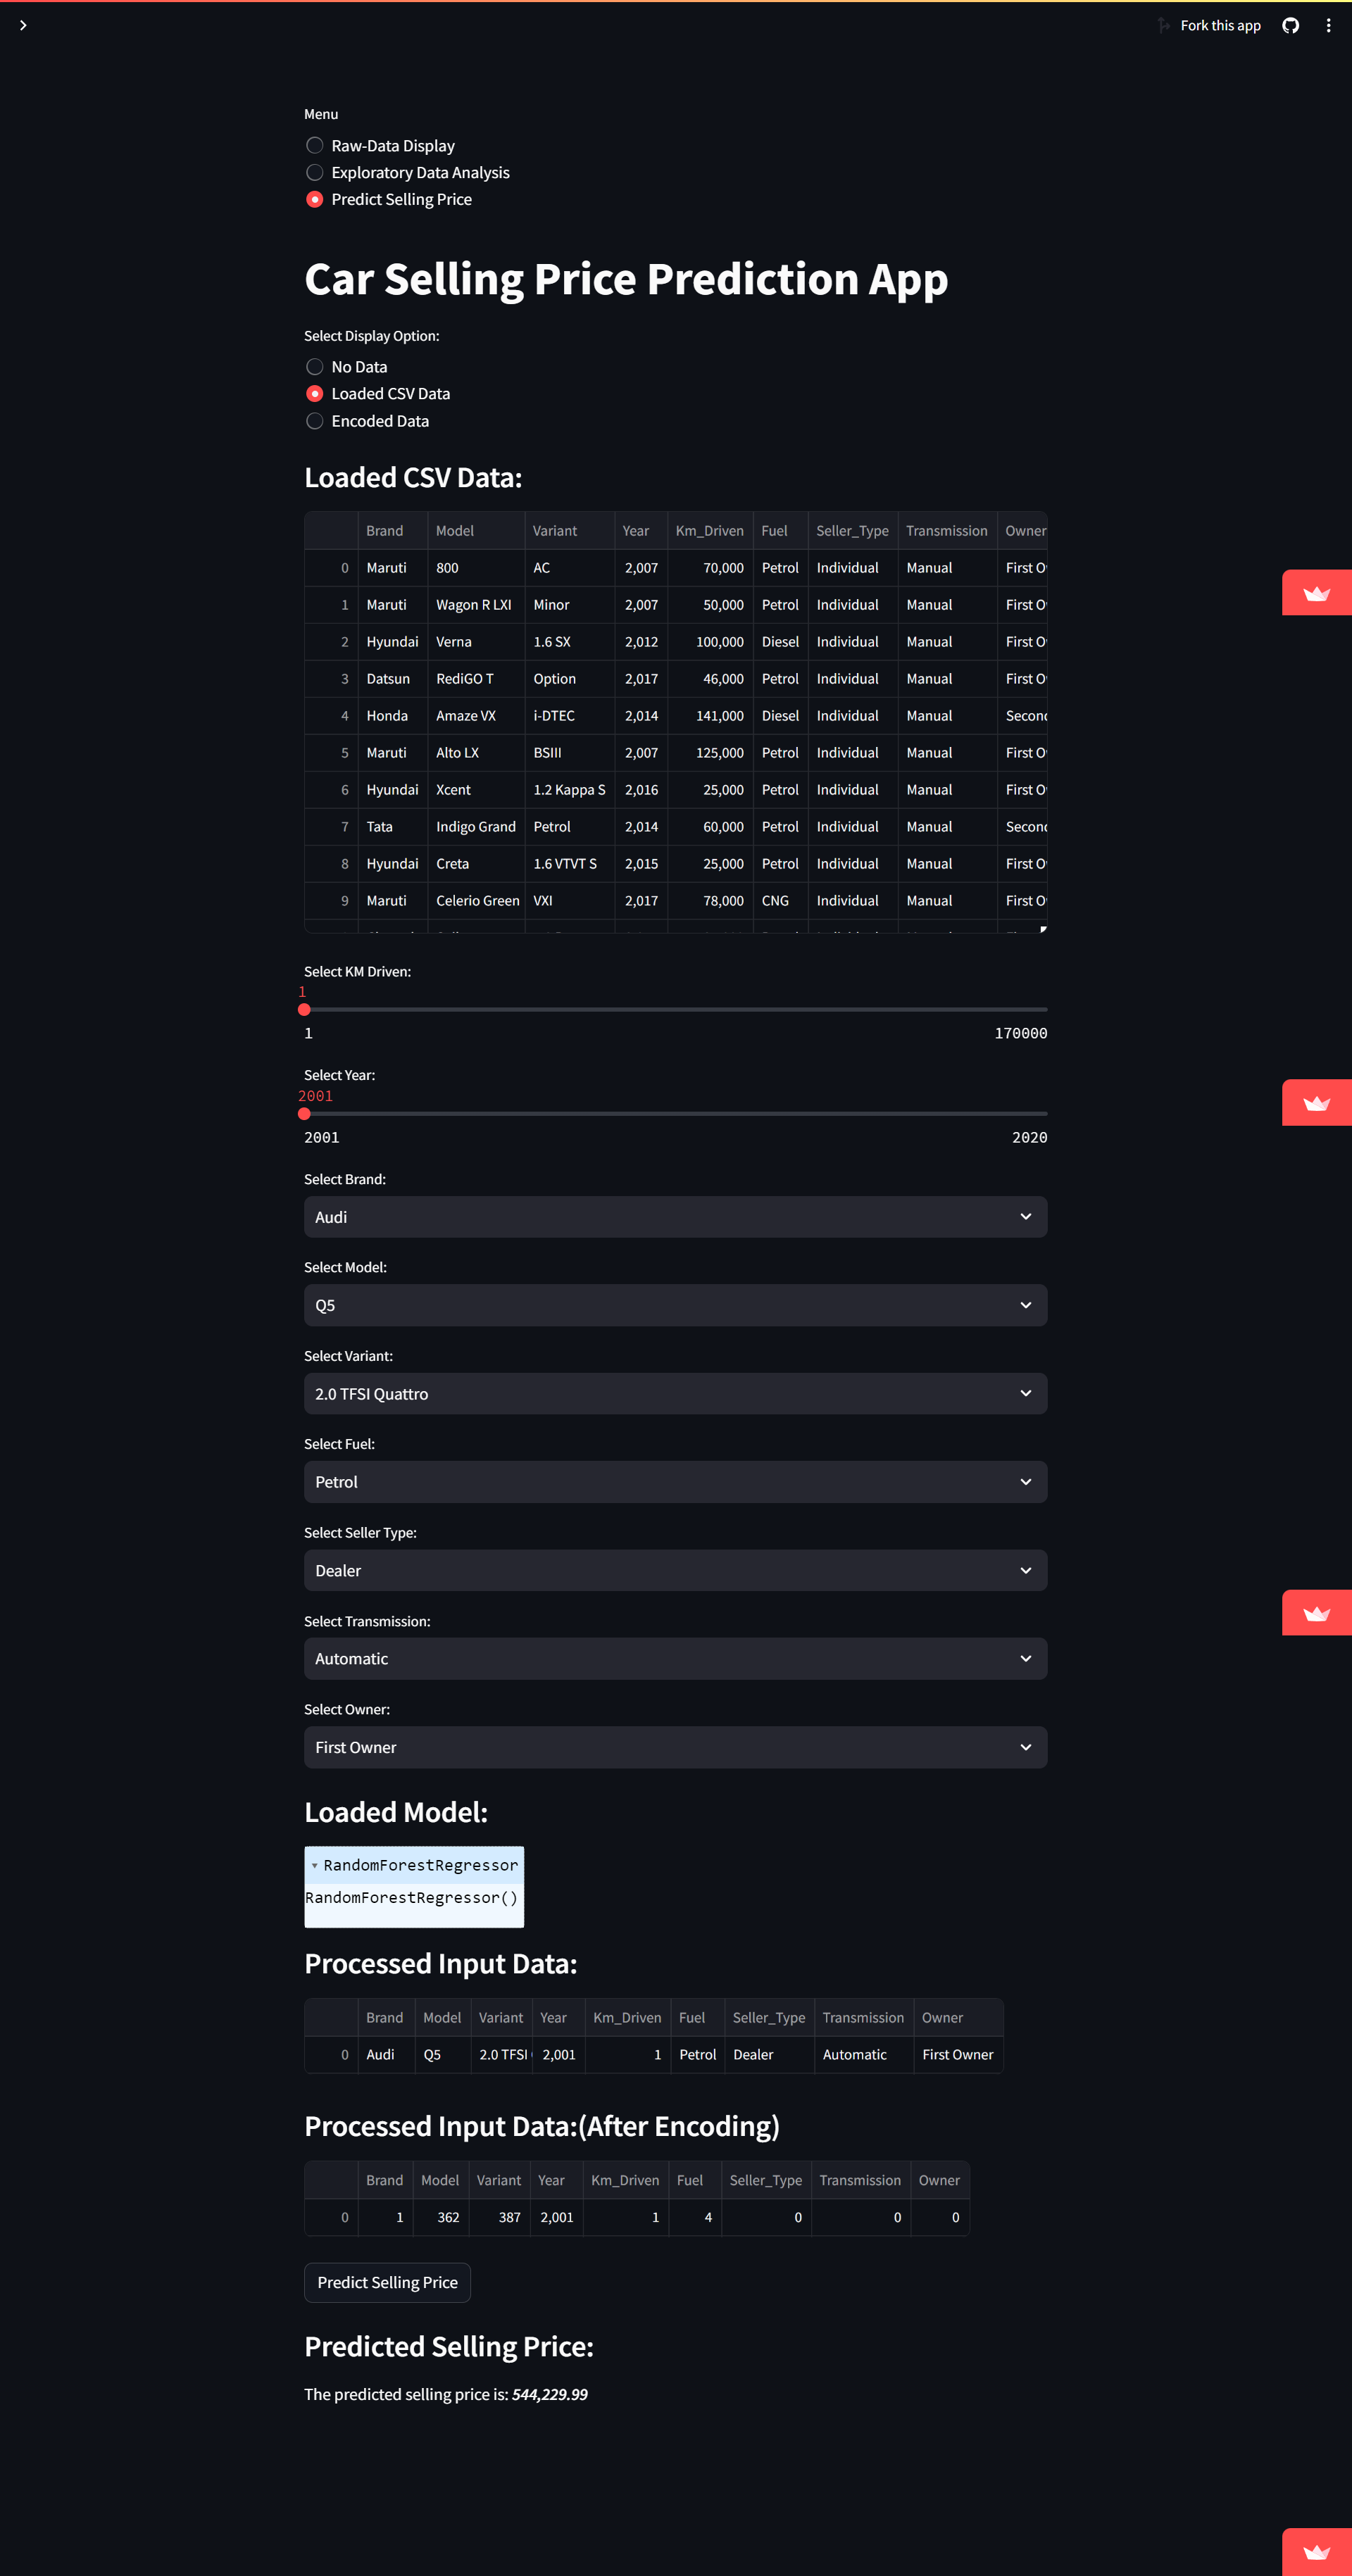 Fork this app
Menu
Raw-Data Display
Exploratory Data Analysis
Predict Selling Price
Car Selling Price Prediction App
Select Display Option:
No Data
Loaded CSV Data
Encoded Data
Loaded CSV Data:
Brand Model Variant Year Km_Driven Fuel Seller_Type Transmission Owner
0 Maruti 800 AC 2,007 70,000 Petrol Individual Manual First O
1 Maruti Wagon R LXI Minor 2,007 50,000 Petrol Individual Manual First O
2 Hyundai Verna 1.6 SX 2,012 100,000 Diesel Individual Manual First O
3 Datsun RediGO T Option 2,017 46,000 Petrol Individual Manual First O
4 Honda Amaze VX i-DTEC 2,014 141,000 Diesel Individual Manual Second
5 Maruti Alto LX BSIII 2,007 125,000 Petrol Individual Manual First O
6 Hyundai Xcent 1.2 Kappa S 2,016 25,000 Petrol Individual Manual First O
7 Tata Indigo Grand Petrol 2,014 60,000 Petrol Individual Manual Second
8 Hyundai Creta 1.6 VTVT S 2,015 25,000 Petrol Individual Manual First O
9 Maruti Celerio Green VXI 2,017 78,000 CNG Individual Manual First O
Select KM Driven:
1
1 170000
Select Year:
2001
2001 2020
Select Brand:
Audi
Select Model:
Q5
Select Variant:
2.0 TFSI Quattro
Select Fuel:
Petrol
Select Seller Type:
Dealer
Select Transmission:
Automatic
Select Owner:
First Owner
Loaded Model:
RandomForestRegressor
RandomForestRegressor()
Processed Input Data:
Brand Model Variant Year Km_Driven Fuel Seller_Type Transmission Owner
0 Audi Q5 2.0 TFSI 2,001 1 Petrol Dealer Automatic First Owner
Processed Input Data:(After Encoding)
Brand Model Variant Year Km_Driven Fuel Seller_Type Transmission Owner
0 1 362 387 2,001 1 4 0 0 0
Predict Selling Price
Predicted Selling Price:
The predicted selling price is: 544,229.99